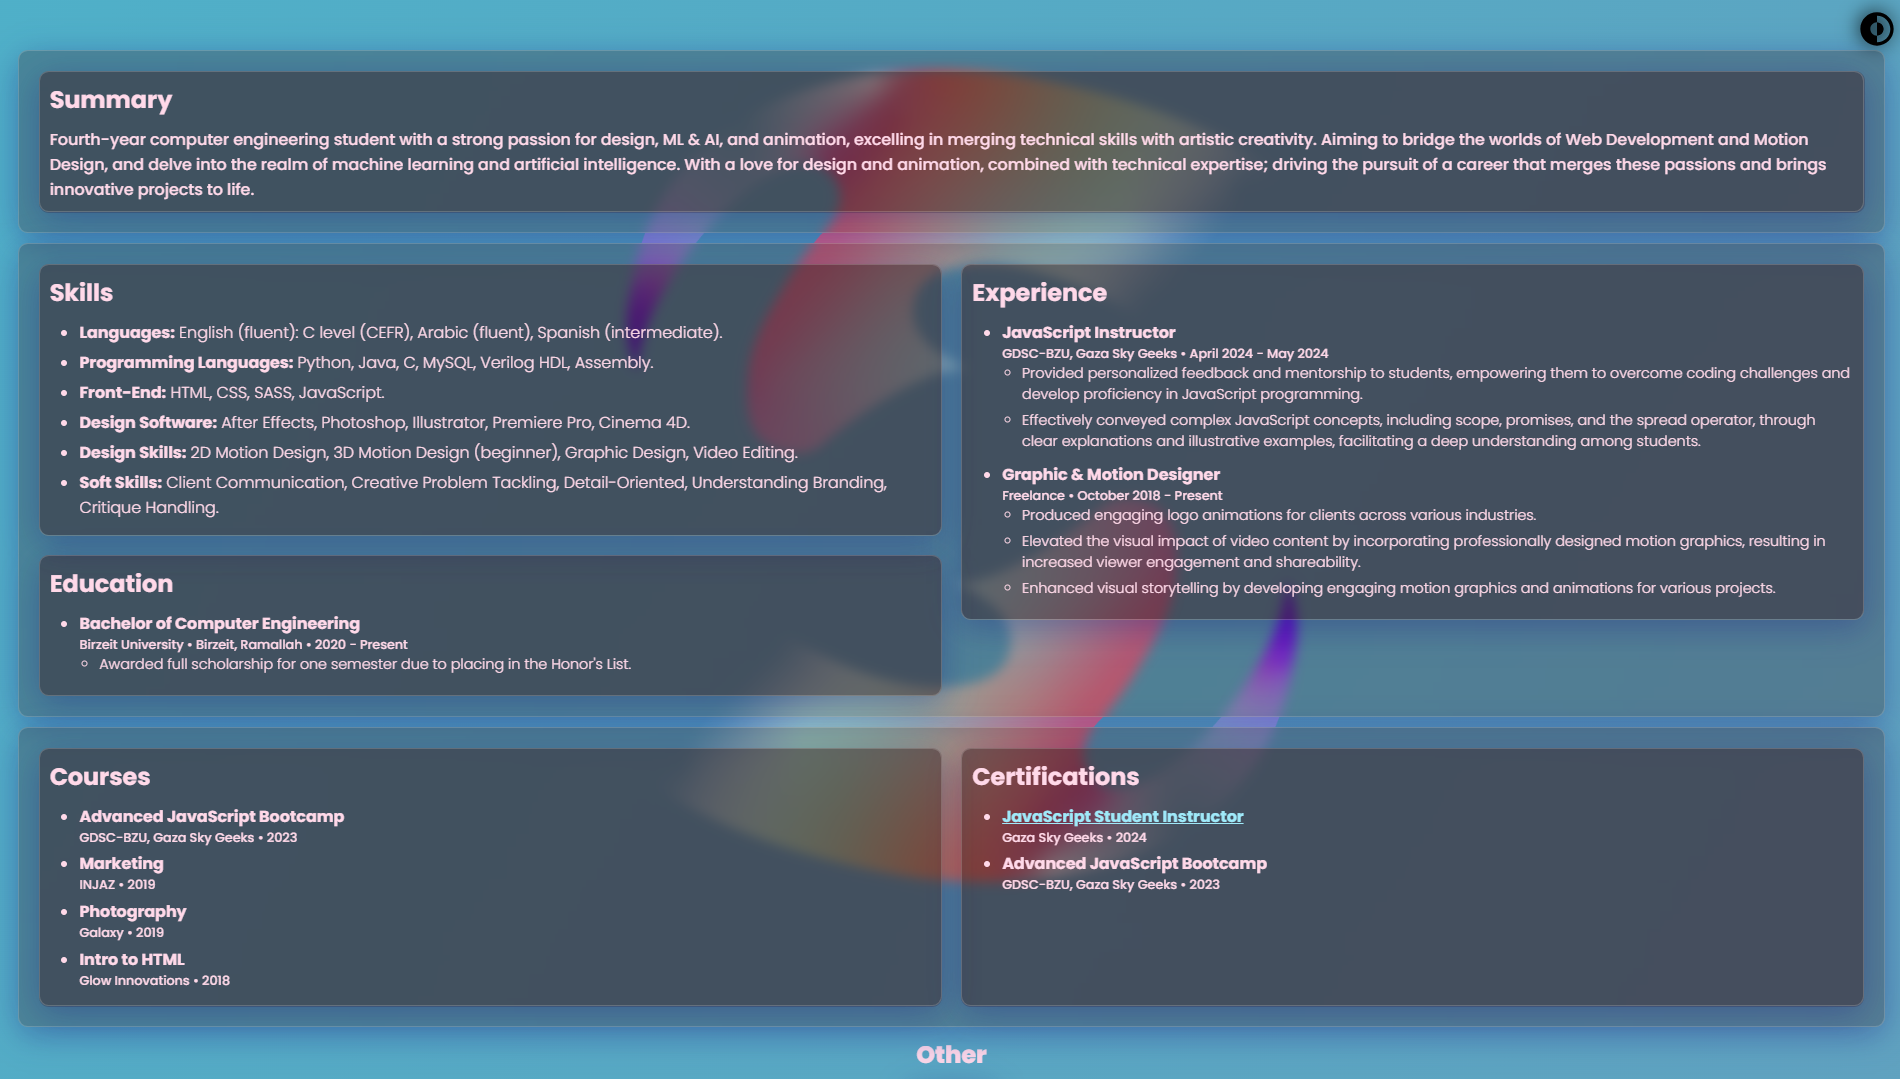 Summary
Fourth-year computer engineering student with a strong passion for design, ML & AI, and animation, excelling in merging technical skills with artistic creativity. Aiming to bridge the worlds of Web Development and Motion
Design, and delve into the realm of machine learning and artificial intelligence. With a love for design and animation, combined with technical expertise; driving the pursuit of a career that merges these passions and brings
innovative projects to life.
Skills
• Languages: English (fluent): C level (CEFR), Arabic (fluent), Spanish (intermediate).
• Programming Languages: Python, Java, C, MySQL, Verilog HDL, Assembly.
• Front-End: HTML, CSS, SASS, JavaScript.
• Design Software: After Effects, Photoshop, Illustrator, Premiere Pro, Cinema 4D.
• Design Skills: 2D Motion Design, 3D Motion Design (beginner), Graphic Design, Video Editing.
• Soft Skills: Client Communication, Creative Problem Tackling, Detail-Oriented, Understanding Branding,
Critique Handling.
Education
• Bachelor of Computer Engineering
Birzeit University • Birzeit, Ramallah • 2020 - Present
◦ Awarded full scholarship for one semester due to placing in the Honor's List.
Experience
• JavaScript Instructor
GDSC-BZU, Gaza Sky Geeks • April 2024 - May 2024
◦ Provided personalized feedback and mentorship to students, empowering them to overcome coding challenges and
develop proficiency in JavaScript programming.
◦ Effectively conveyed complex JavaScript concepts, including scope, promises, and the spread operator, through
clear explanations and illustrative examples, facilitating a deep understanding among students.
• Graphic & Motion Designer
Freelance • October 2018 - Present
◦ Produced engaging logo animations for clients across various industries.
◦ Elevated the visual impact of video content by incorporating professionally designed motion graphics, resulting in
increased viewer engagement and shareability.
◦ Enhanced visual storytelling by developing engaging motion graphics and animations for various projects.
Courses
• Advanced JavaScript Bootcamp
GDSC-BZU, Gaza Sky Geeks • 2023
• Marketing
INJAZ • 2019
• Photography
Galaxy • 2019
• Intro to HTML
Glow Innovations • 2018
Certifications
• JavaScript Student Instructor
Gaza Sky Geeks • 2024
• Advanced JavaScript Bootcamp
GDSC-BZU, Gaza Sky Geeks • 2023
Other